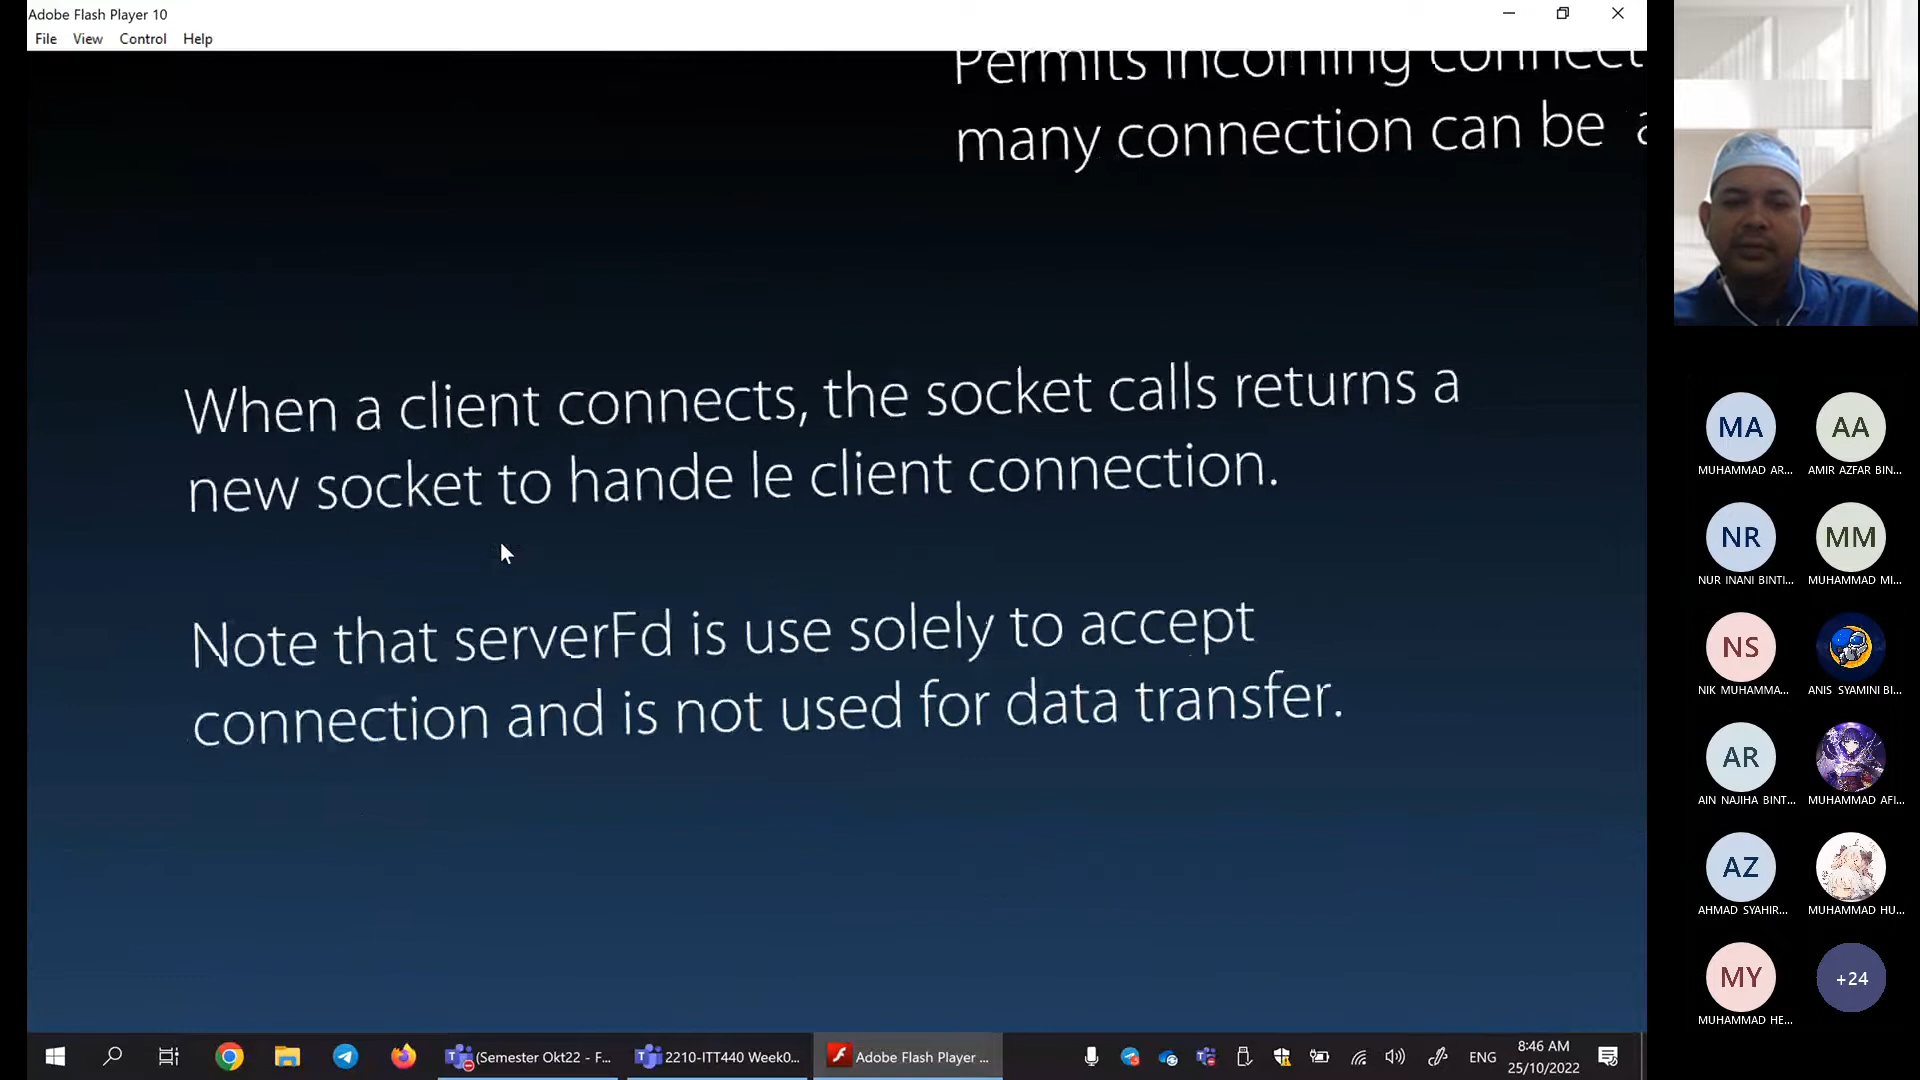 Adobe Flash Player 10
File View Control Help
Permits incoming connect
many connection can be a
When a client connects, the socket calls returns a
new socket to hande le client connection.
Note that serverFd is use solely to accept
connection and is not used for data transfer.
MA
MUHAMMAD AR...
AA
AMIR AZFAR BIN...
NR
NUR INANI BINTI...
MM
MUHAMMAD MI...
NS
NIK MUHAMMA...
ANIS SYAMINI BI...
AR
AIN NAJIHA BINT...
MUHAMMAD AFI...
AZ
AHMAD SYAHIR...
MUHAMMAD HU...
MY
MUHAMMAD HE...
+24
(Semester Okt22 - F...
2210-ITT440 Week0...
Adobe Flash Player ...
ENG
8:46 AM
25/10/2022